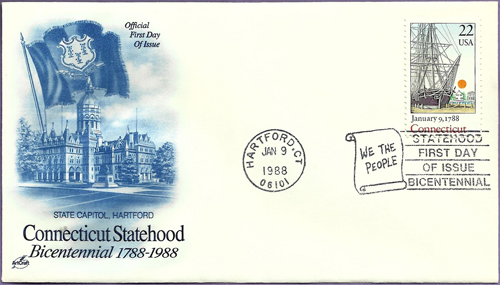 Official
First Day
Of Issue
STATE CAPITOL, HARTFORD
Connecticut Statehood
Bicentennial 1788-1988
ArtCraft
HARTFORD, CT
JAN 9
1988
06101
WE THE
PEOPLE
22
USA
January 9, 1788
Connecticut
STATEHOOD
FIRST DAY
OF ISSUE
BICENTENNIAL